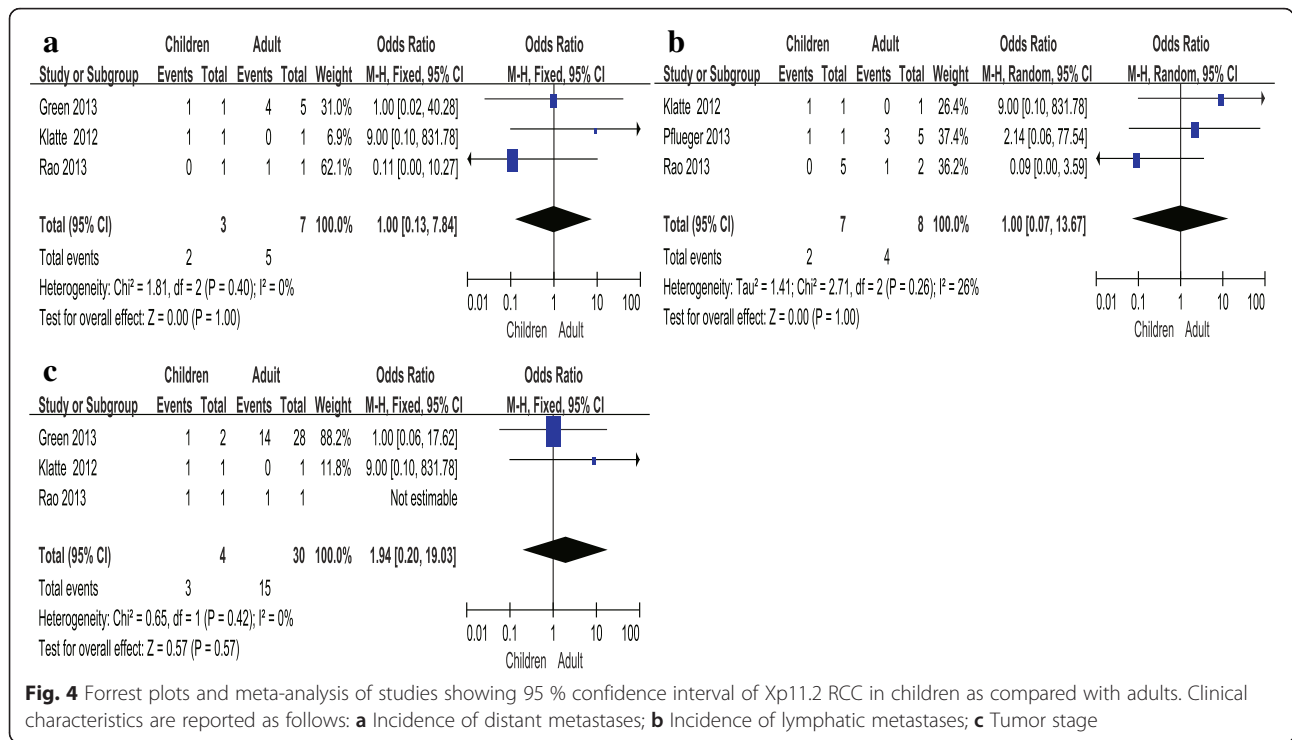 a
Children Adult Odds Ratio Odds Ratio
Study or Subgroup Events Total Events Total Weight M-H, Fixed, 95% CI M-H, Fixed, 95% CI
Green 2013 1 1 4 5 31.0% 1.00 [0.02, 40.28]
Klatte 2012 1 1 0 1 6.9% 9.00 [0.10, 831.78]
Rao 2013 0 1 1 1 62.1% 0.11 [0.00, 10.27]
Total (95% CI) 3 7 100.0% 1.00 [0.13, 7.84]
Total events 2 5
Heterogeneity: Chi² = 1.81, df = 2 (P = 0.40); I² = 0%
Test for overall effect: Z = 0.00 (P = 1.00)
0.01 0.1 1 10 100
Children Adult
b
Children Adult Odds Ratio Odds Ratio
Study or Subgroup Events Total Events Total Weight M-H, Random, 95% CI M-H, Random, 95% CI
Klatte 2012 1 1 0 1 26.4% 9.00 [0.10, 831.78]
Pflueger 2013 1 1 3 5 37.4% 2.14 [0.06, 77.54]
Rao 2013 0 5 1 2 36.2% 0.09 [0.00, 3.59]
Total (95% CI) 7 8 100.0% 1.00 [0.07, 13.67]
Total events 2 4
Heterogeneity: Tau² = 1.41; Chi² = 2.71, df = 2 (P = 0.26); I² = 26%
Test for overall effect: Z = 0.00 (P = 1.00)
0.01 0.1 1 10 100
Children Adult
c
Children Aduit Odds Ratio Odds Ratio
Study or Subgroup Events Total Events Total Weight M-H, Fixed, 95% CI M-H, Fixed, 95% CI
Green 2013 1 2 14 28 88.2% 1.00 [0.06, 17.62]
Klatte 2012 1 1 0 1 11.8% 9.00 [0.10, 831.78]
Rao 2013 1 1 1 1 Not estimable
Total (95% CI) 4 30 100.0% 1.94 [0.20, 19.03]
Total events 3 15
Heterogeneity: Chi² = 0.65, df = 1 (P = 0.42); I² = 0%
Test for overall effect: Z = 0.57 (P = 0.57)
0.01 0.1 1 10 100
Children Adult
Fig. 4 Forrest plots and meta-analysis of studies showing 95 % confidence interval of Xp11.2 RCC in children as compared with adults. Clinical
characteristics are reported as follows: a Incidence of distant metastases; b Incidence of lymphatic metastases; c Tumor stage